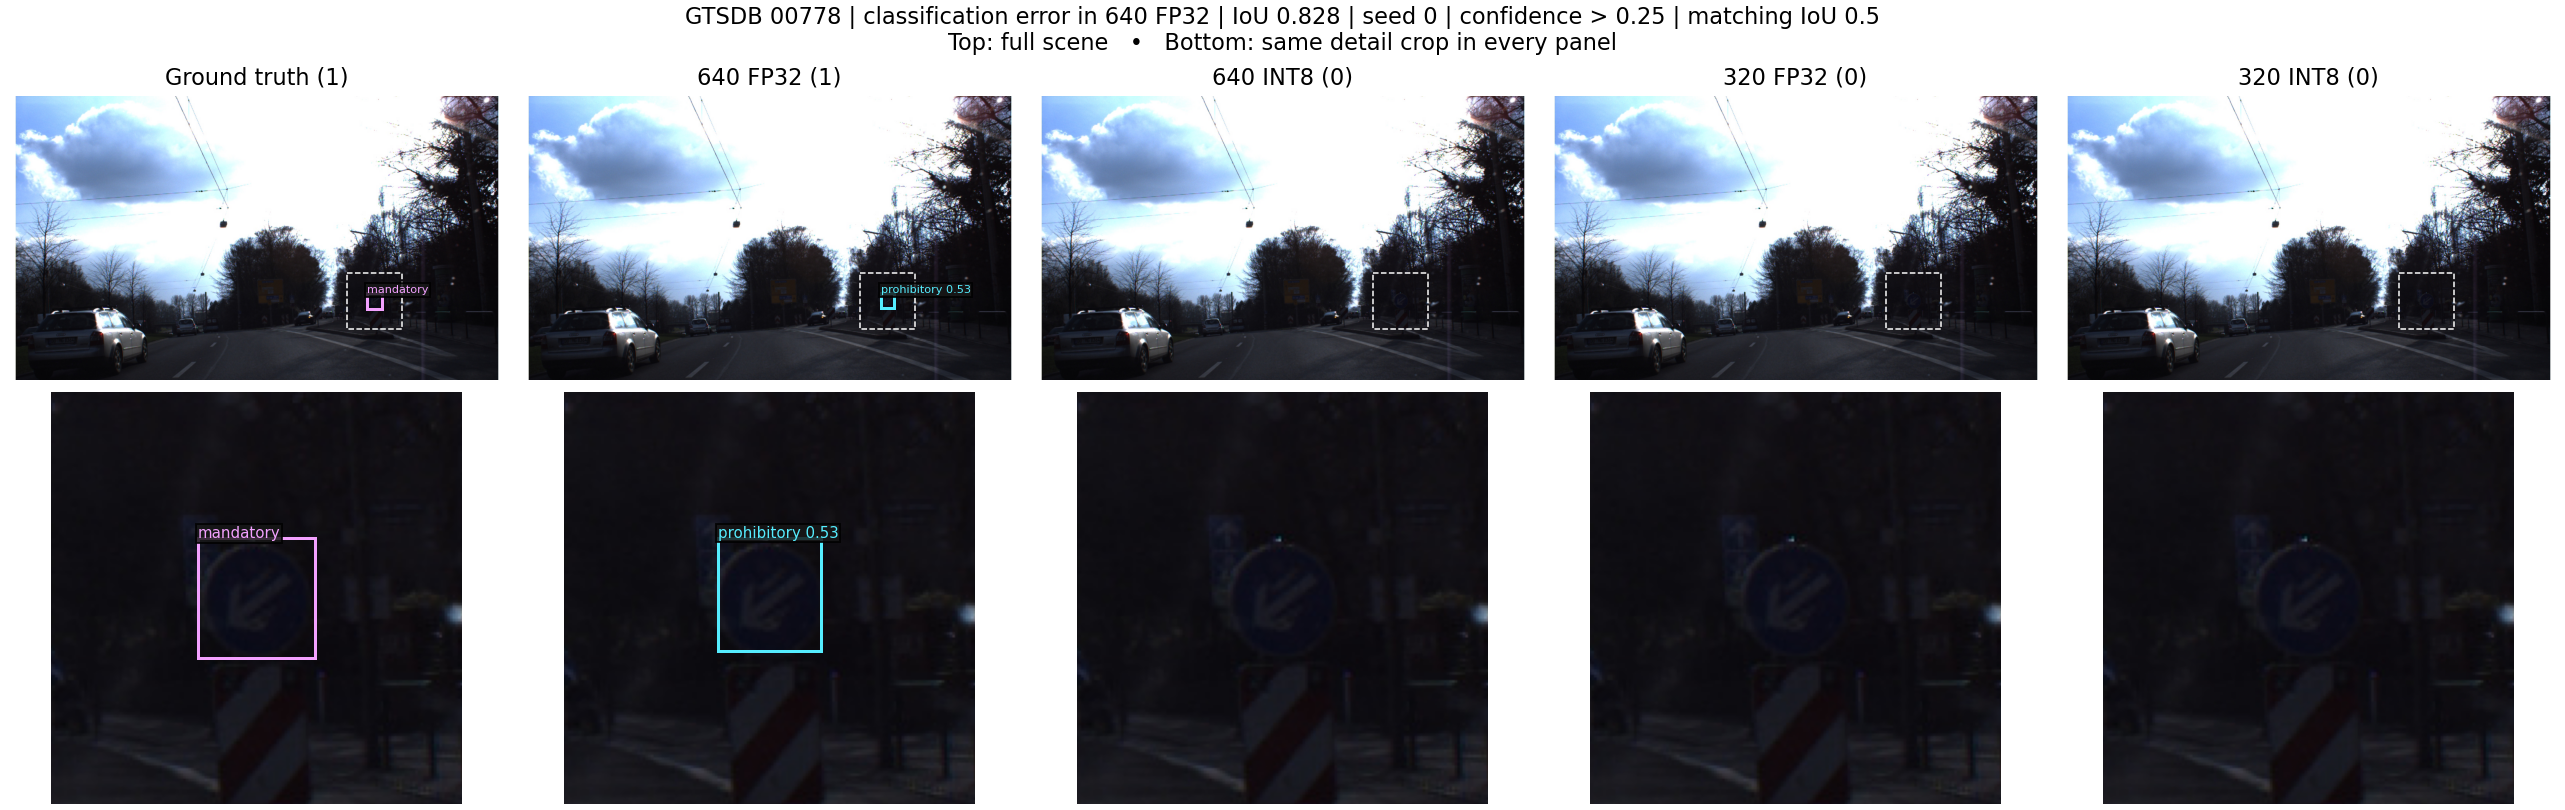 GTSDB 00778 | classification error in 640 FP32 | IoU 0.828 | seed 0 | confidence > 0.25 | matching IoU 0.5
Top: full scene • Bottom: same detail crop in every panel
Ground truth (1)
640 FP32 (1)
640 INT8 (0)
320 FP32 (0)
320 INT8 (0)
mandatory
prohibitory 0.53
mandatory
prohibitory 0.53